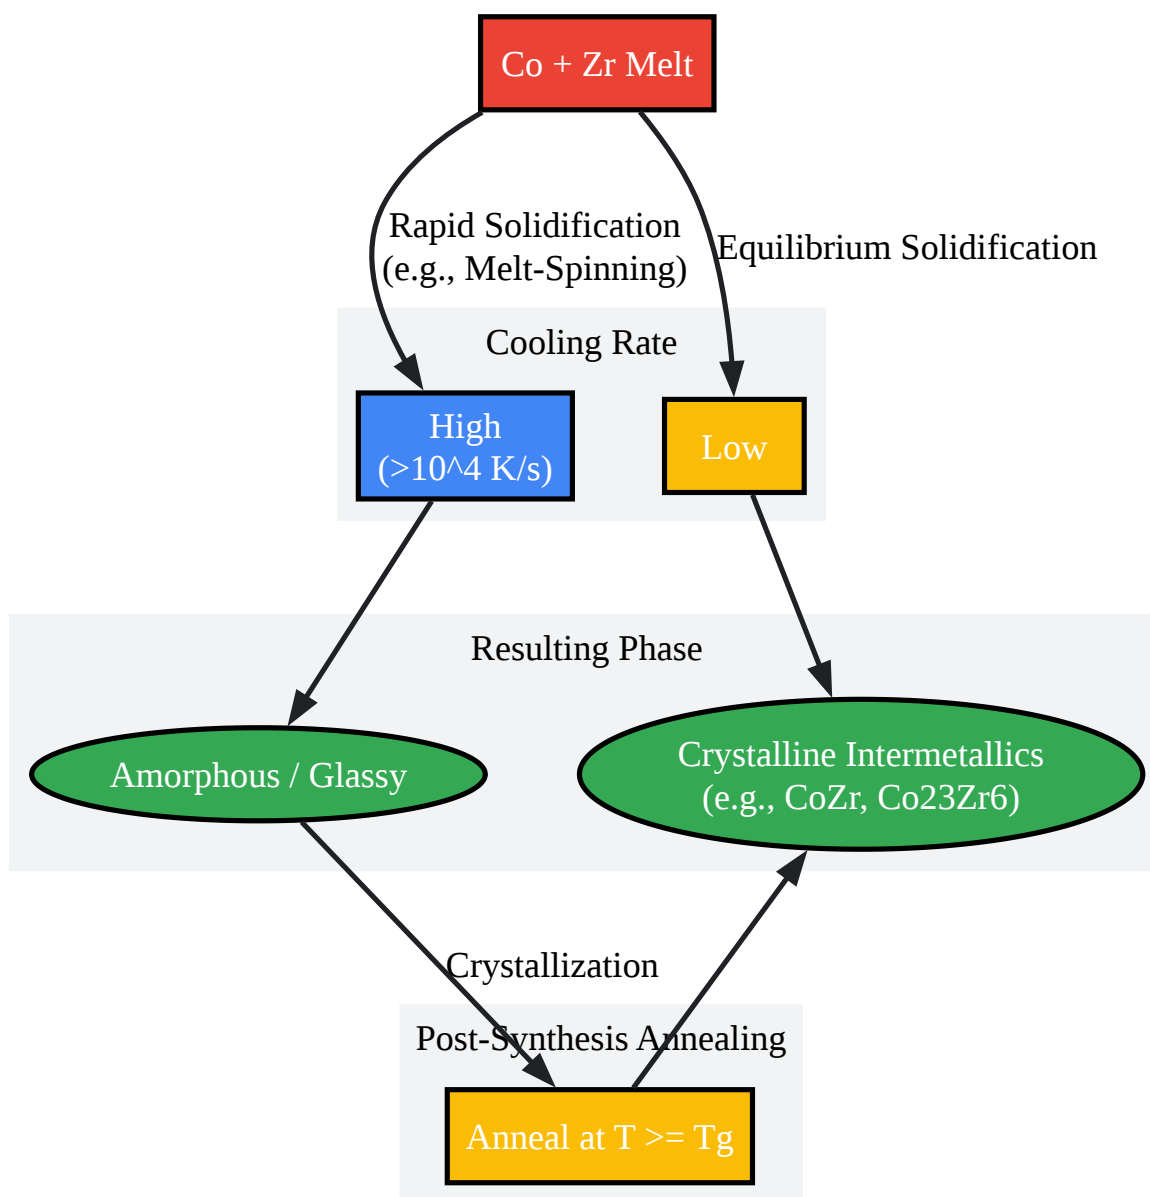 Co + Zr Melt
Rapid Solidification
(e.g., Melt-Spinning)
Equilibrium Solidification
Cooling Rate
High
(>10^4 K/s)
Low
Resulting Phase
Amorphous / Glassy
Crystalline Intermetallics
(e.g., CoZr, Co23Zr6)
Crystallization
Post-Synthesis Annealing
Anneal at T >= Tg